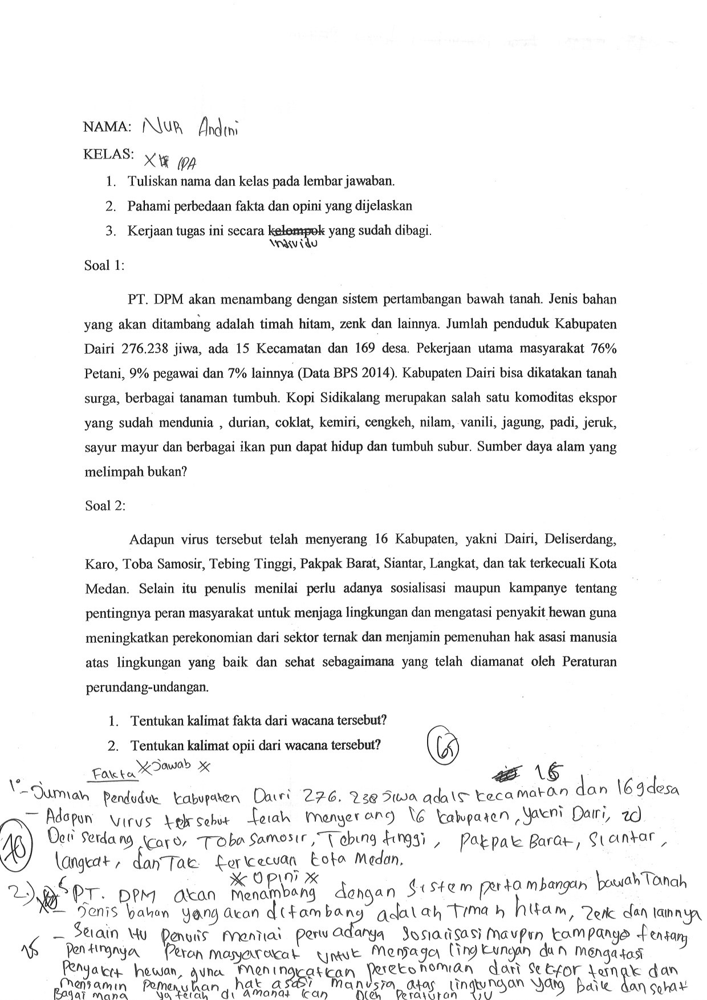 NAMA: NUR Andini
KELAS: X IPA
1. Tuliskan nama dan kelas pada lembar jawaban.
2. Pahami perbedaan fakta dan opini yang dijelaskan
3. Kerjaan tugas ini secara kelompok yang sudah dibagi.
individu
Soal 1:
PT. DPM akan menambang dengan sistem pertambangan bawah tanah. Jenis bahan
yang akan ditambang adalah timah hitam, zenk dan lainnya. Jumlah penduduk Kabupaten
Dairi 276.238 jiwa, ada 15 Kecamatan dan 169 desa. Pekerjaan utama masyarakat 76%
Petani, 9% pegawai dan 7% lainnya (Data BPS 2014). Kabupaten Dairi bisa dikatakan tanah
surga, berbagai tanaman tumbuh. Kopi Sidikalang merupakan salah satu komoditas ekspor
yang sudah mendunia , durian, coklat, kemiri, cengkeh, nilam, vanili, jagung, padi, jeruk,
sayur mayur dan berbagai ikan pun dapat hidup dan tumbuh subur. Sumber daya alam yang
melimpah bukan?
Soal 2:
Adapun virus tersebut telah menyerang 16 Kabupaten, yakni Dairi, Deliserdang,
Karo, Toba Samosir, Tebing Tinggi, Pakpak Barat, Siantar, Langkat, dan tak terkecuali Kota
Medan. Selain itu penulis menilai perlu adanya sosialisasi maupun kampanye tentang
pentingnya peran masyarakat untuk menjaga lingkungan dan mengatasi penyakit hewan guna
meningkatkan perekonomian dari sektor ternak dan menjamin pemenuhan hak asasi manusia
atas lingkungan yang baik dan sehat sebagaimana yang telah diamanat oleh Peraturan
perundang-undangan.
1. Tentukan kalimat fakta dari wacana tersebut?
2. Tentukan kalimat opii dari wacana tersebut?
65
Fakta * Jawab *
15
1. - Jumlah Penduduk kabupaten Dairi 276. 238 Jiwa ada 15 kecamatan dan 169 desa
- Adapun virus tersebut telah menyerang 16 kabupaten, yakni Dairi, 20
Deli serdang, karo, Toba Samosir, Tebing tinggi, Pakpak Barat, Siantar,
langkat, dan Tak terkecuan kota Medan.
* Opini *
2.) 5 PT. DPM akan Menambang dengan Sistem pertambangan bawah Tanah
- Jenis bahan yang akan ditambang adalah Timah hitam, Zenk dan lainnya
- Selain itu Penulis menilai perlu adanya Sosialisasi maupun kampanye tentang
25 Pentingnya Peran masyarakat untuk Menjaga lingkungan dan mengatasi
Penyakit hewan, guna meningkatkan perekonomian dari sektor ternak dan
menjamin Pemenuhan hak asasi manusia atas lingkungan yang baik dan sehat
Bagai mana yg telah di amanat kan oleh Peraturan UU